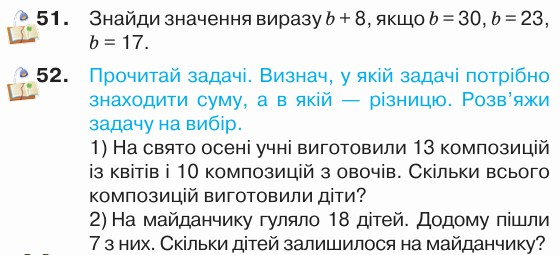 51. Знайди значення виразу b + 8, якщо b = 30, b = 23,
b = 17.
52. Прочитай задачі. Визнач, у якій задачі потрібно
знаходити суму, а в якій — різницю. Розв’яжи
задачу на вибір.
1) На свято осені учні виготовили 13 композицій
із квітів і 10 композицій з овочів. Скільки всього
композицій виготовили діти?
2) На майданчику гуляло 18 дітей. Додому пішли
7 з них. Скільки дітей залишилося на майданчику?